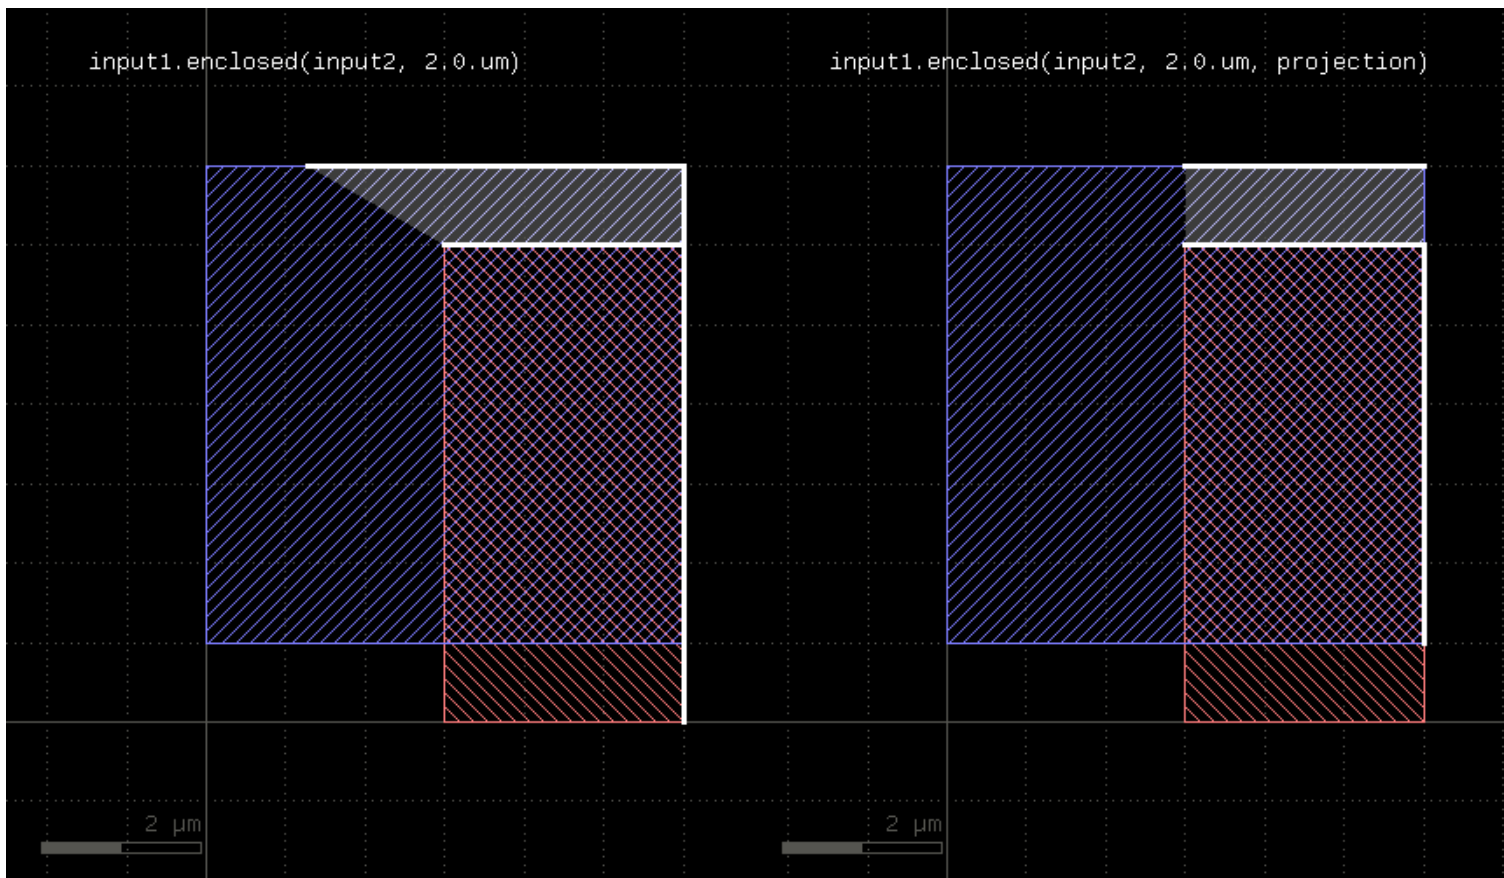 input1.enclosed(input2, 2.0.um)
input1.enclosed(input2, 2.0.um, projection)
2 µm
2 µm